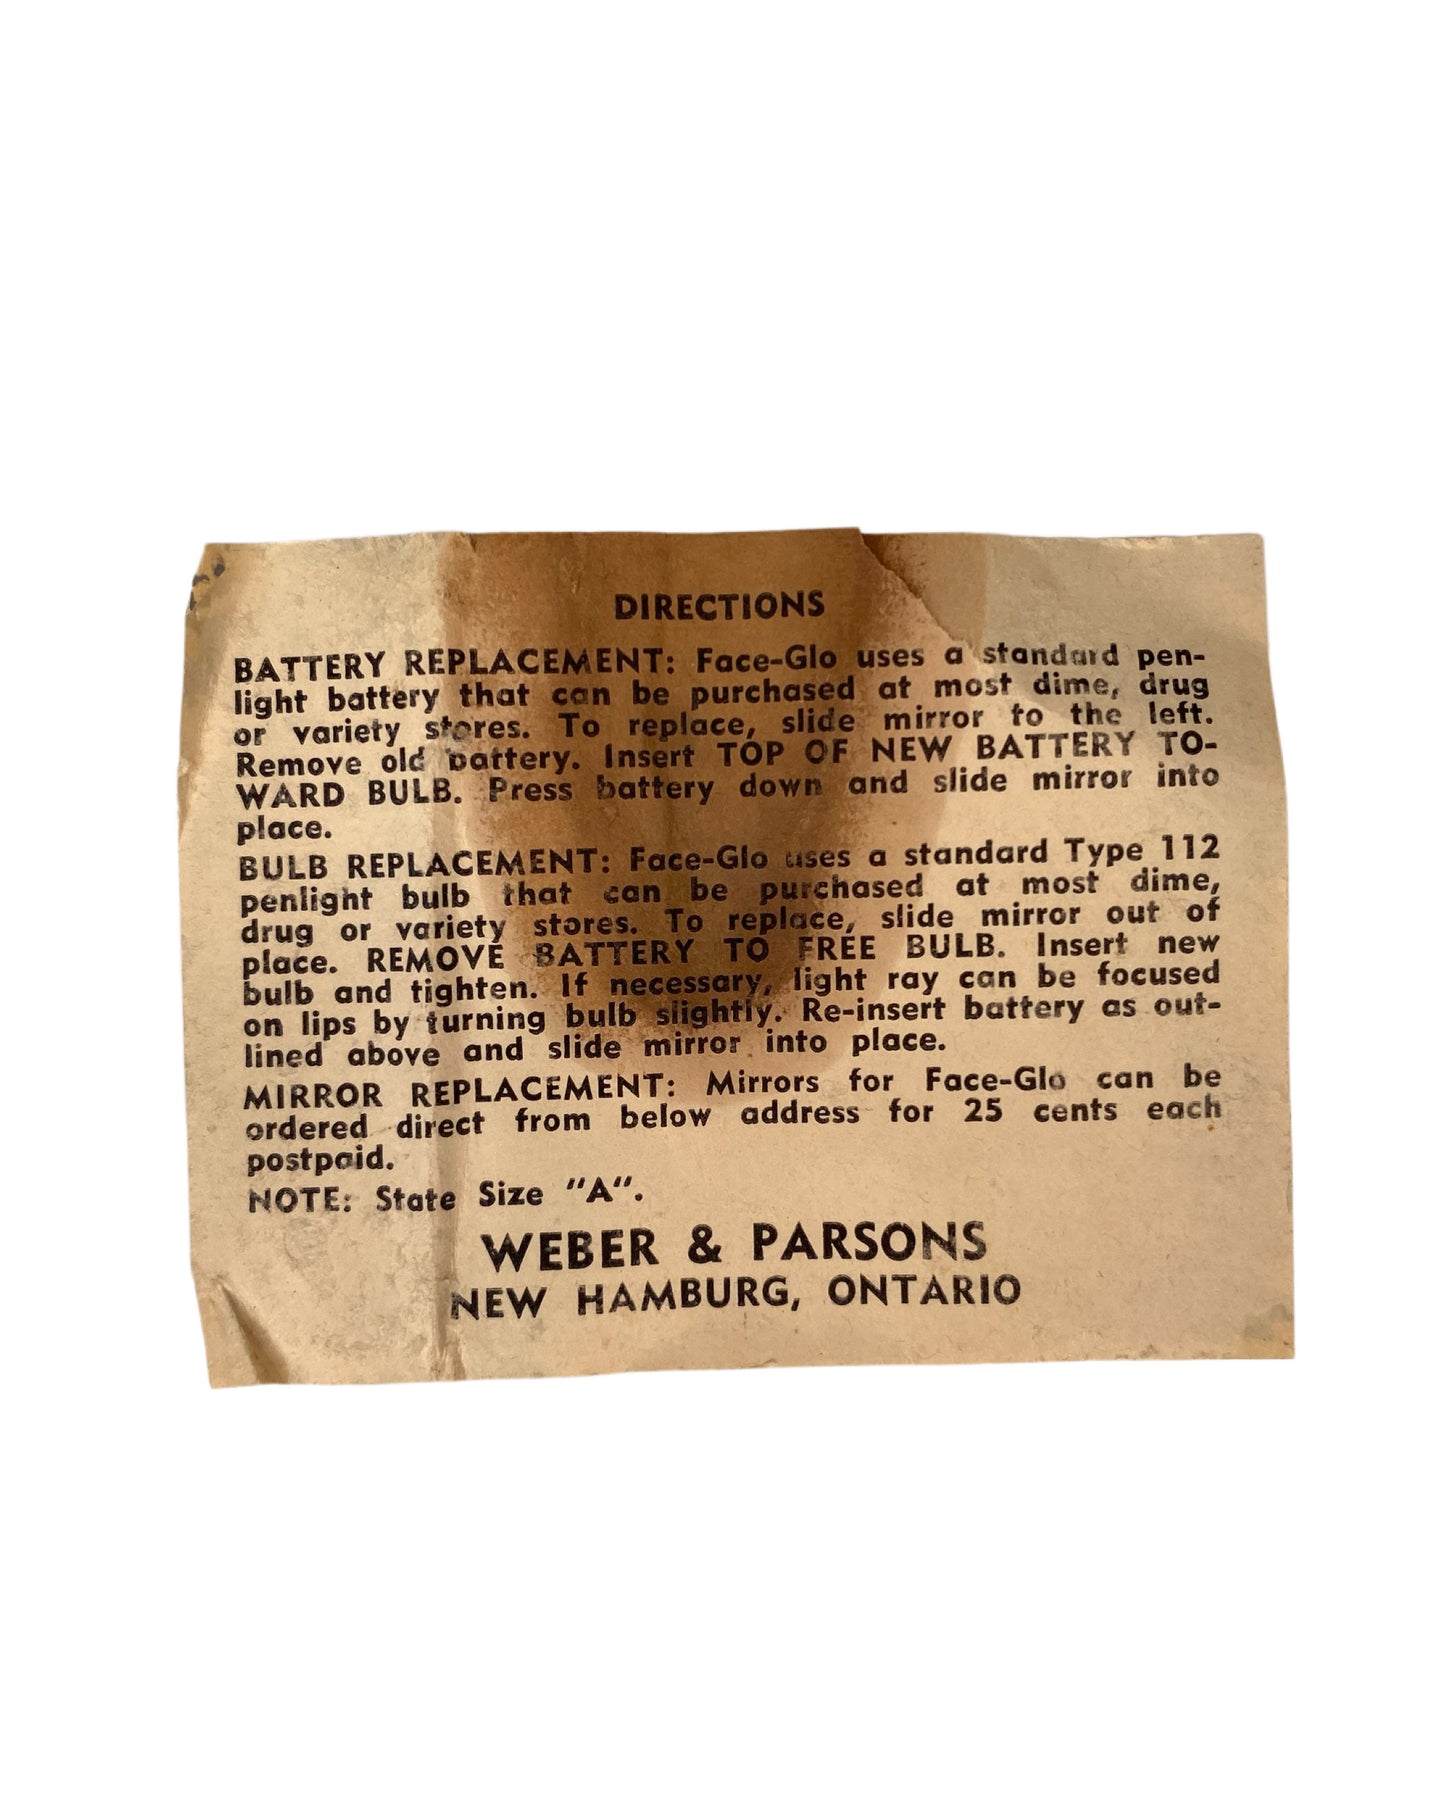 DIRECTIONS
BATTERY REPLACEMENT: Face-Glo uses a standard pen-
light battery that can be purchased at most dime, drug
or variety stores. To replace, slide mirror to the left.
Remove old battery. Insert TOP OF NEW BATTERY TO-
WARD BULB. Press battery down and slide mirror into
place.
BULB REPLACEMENT: Face-Glo uses a standard Type 112
penlight bulb that can be purchased at most dime,
drug or variety stores. To replace, slide mirror out of
place. REMOVE BATTERY TO FREE BULB. Insert new
bulb and tighten. If necessary, light ray can be focused
on lips by turning bulb slightly. Re-insert battery as out-
lined above and slide mirror into place.
MIRROR REPLACEMENT: Mirrors for Face-Glo can be
ordered direct from below address for 25 cents each
postpaid.
NOTE: State Size "A".
WEBER & PARSONS
NEW HAMBURG, ONTARIO